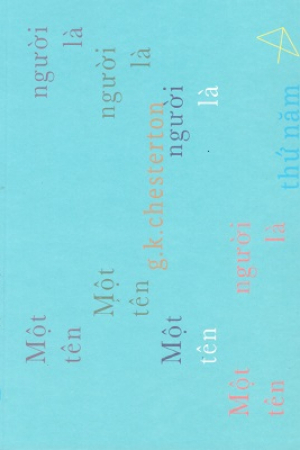 Một người
tên là
Một người
tên là
g.k.chesterton
Một người
tên là
Một người
tên là
thứ năm